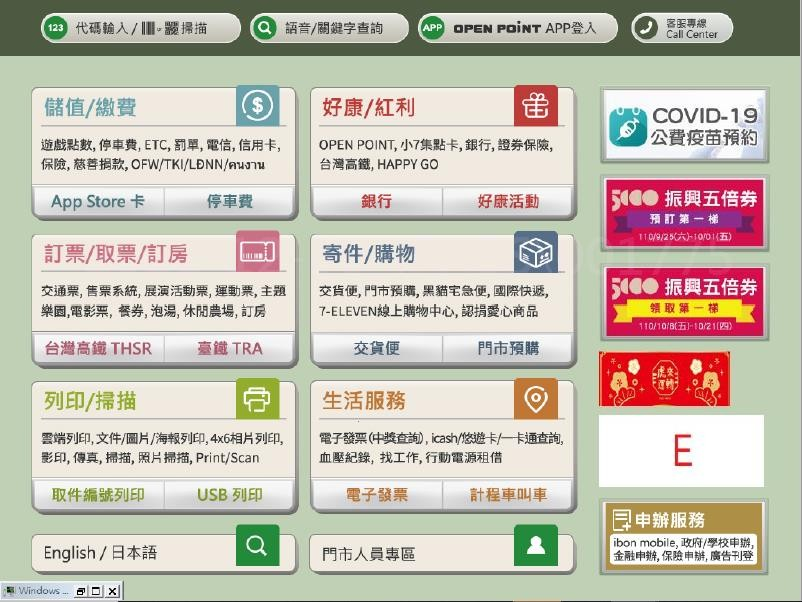 123 代碼輸入 / 掃描
語音/關鍵字查詢
APP OPEN POINT APP登入
客服專線
Call Center
儲值/繳費
遊戲點數, 停車費, ETC, 罰單, 電信, 信用卡,
保險, 慈善捐款, OFW/TKI/LĐNN/คนงาน
App Store 卡
停車費
好康/紅利
OPEN POINT, 小7集點卡, 銀行, 證券保險,
台灣高鐵, HAPPY GO
銀行
好康活動
COVID-19
公費疫苗預約
5000 振興五倍券
預訂第一梯
110/9/25(六)-10/01(五)
訂票/取票/訂房
交通票, 售票系統, 展演活動票, 運動票, 主題
樂園,電影票, 餐券, 泡湯, 休閒農場, 訂房
台灣高鐵 THSR
臺鐵 TRA
寄件/購物
交貨便, 門市預購, 黑貓宅急便, 國際快遞,
7-ELEVEN線上購物中心, 認捐愛心商品
交貨便
門市預購
5000 振興五倍券
領取第一梯
110/10/8(五)-10/21(四)
列印/掃描
雲端列印, 文件/圖片/海報列印, 4x6相片列印,
影印, 傳真, 掃描, 照片掃描, Print/Scan
取件編號列印
USB 列印
生活服務
電子發票(中獎查詢), icash/悠遊卡/一卡通查詢,
血壓紀錄, 找工作, 行動電源租借
電子發票
計程車叫車
E
申辦服務
ibon mobile, 政府/學校申辦,
金融申辦, 保險申辦, 廣告刊登
English / 日本語
門市人員專區
Windows ...